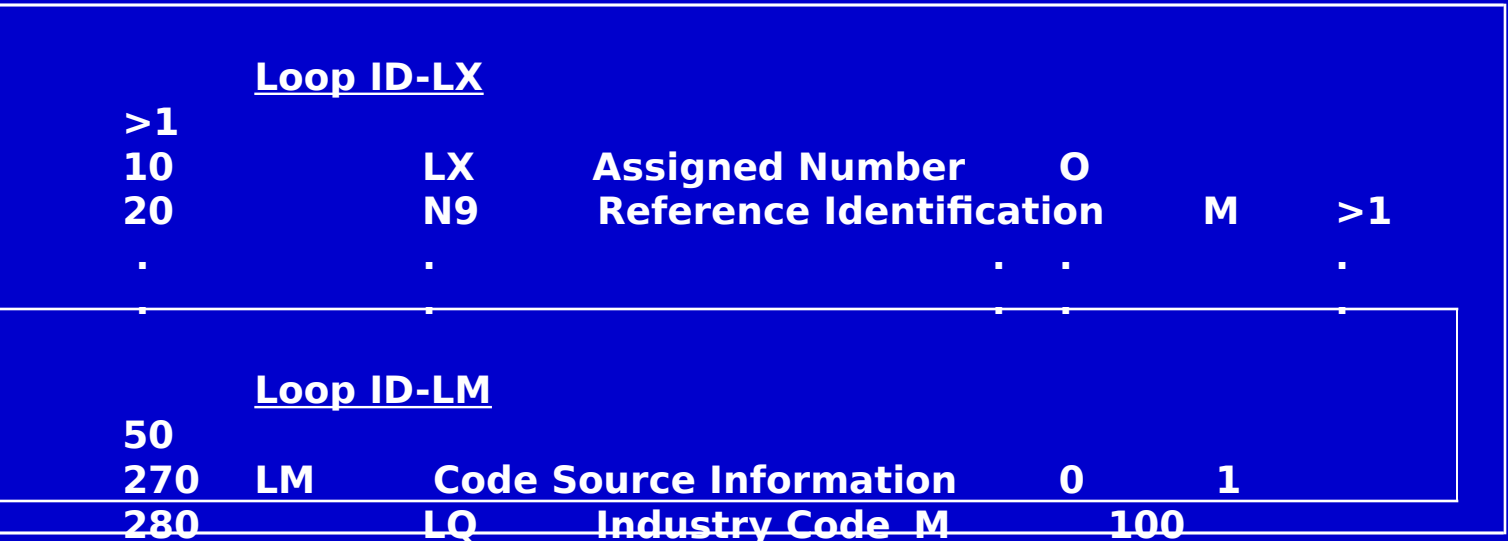 Loop ID-LX
>1
10 LX Assigned Number O
20 N9 Reference Identification M >1
. . . . .
. . . . .
Loop ID-LM
50
270 LM Code Source Information 0 1
280 LQ Industry Code M 100